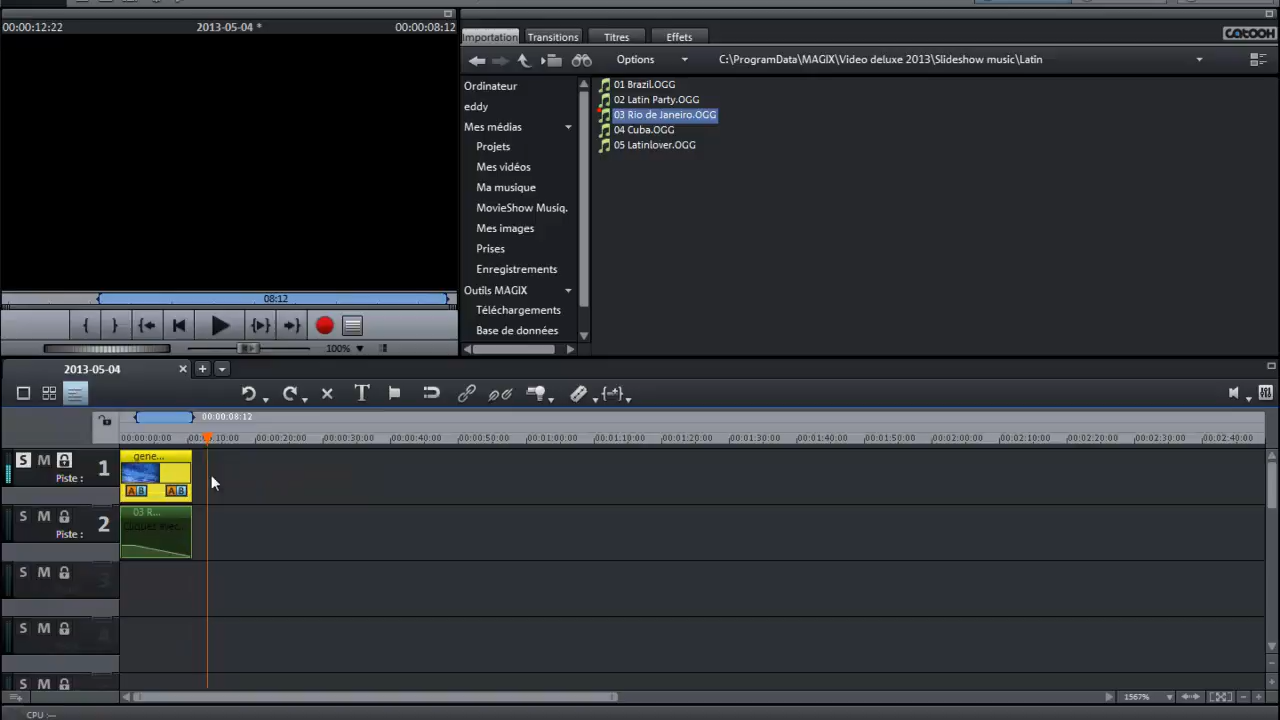 00:00:12:22 2013-05-04 * 00:00:08:12
08:12
100%
Importation Transitions Titres Effets CATOOH
Options C:\ProgramData\MAGIX\Video deluxe 2013\Slideshow music\Latin
Ordinateur
eddy
Mes médias
Projets
Mes vidéos
Ma musique
MovieShow Musiq.
Mes images
Prises
Enregistrements
Outils MAGIX
Téléchargements
Base de données
01 Brazil.OGG
02 Latin Party.OGG
03 Rio de Janeiro.OGG
04 Cuba.OGG
05 Latinlover.OGG
2013-05-04
00:00:08:12
00:00:00:00 00:00:20:00 00:00:30:00 00:00:40:00 00:00:50:00 00:01:00:00 00:01:10:00 00:01:20:00 00:01:30:00 00:01:40:00 00:01:50:00 00:02:00:00 00:02:10:00 00:02:20:00 00:02:30:00 00:02:40:00
S M 1 gene...
Piste :
A B A B
S M 2 03 R...
Piste :
S M 3
S M
S M
1567%
CPU :---